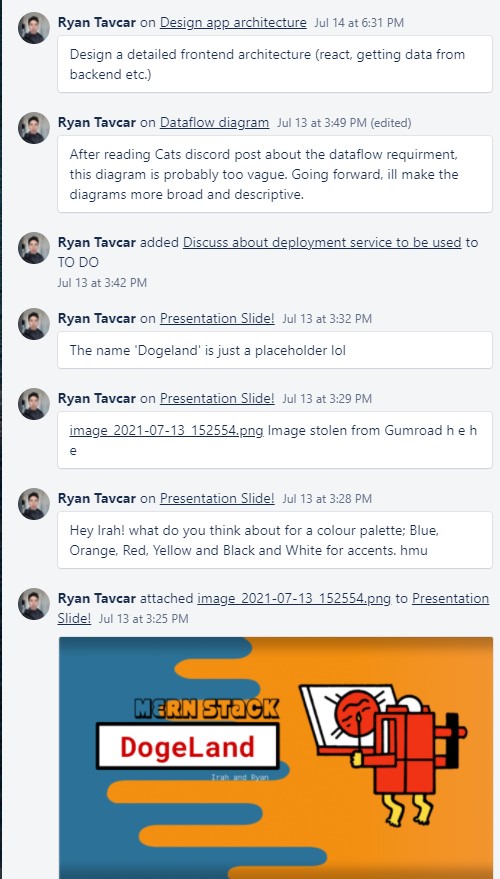 Ryan Tavcar on Design app architecture Jul 14 at 6:31 PM
Design a detailed frontend architecture (react, getting data from
backend etc.)
Ryan Tavcar on Dataflow diagram Jul 13 at 3:49 PM (edited)
After reading Cats discord post about the dataflow requirment,
this diagram is probably too vague. Going forward, ill make the
diagrams more broad and descriptive.
Ryan Tavcar added Discuss about deployment service to be used to
TO DO
Jul 13 at 3:42 PM
Ryan Tavcar on Presentation Slide! Jul 13 at 3:32 PM
The name 'Dogeland' is just a placeholder lol
Ryan Tavcar on Presentation Slide! Jul 13 at 3:29 PM
image_2021-07-13_152554.png Image stolen from Gumroad h e h
e
Ryan Tavcar on Presentation Slide! Jul 13 at 3:28 PM
Hey Irah! what do you think about for a colour palette; Blue,
Orange, Red, Yellow and Black and White for accents. hmu
Ryan Tavcar attached image_2021-07-13_152554.png to Presentation
Slide! Jul 13 at 3:25 PM
MERN STACK
DogeLand
Irah and Ryan